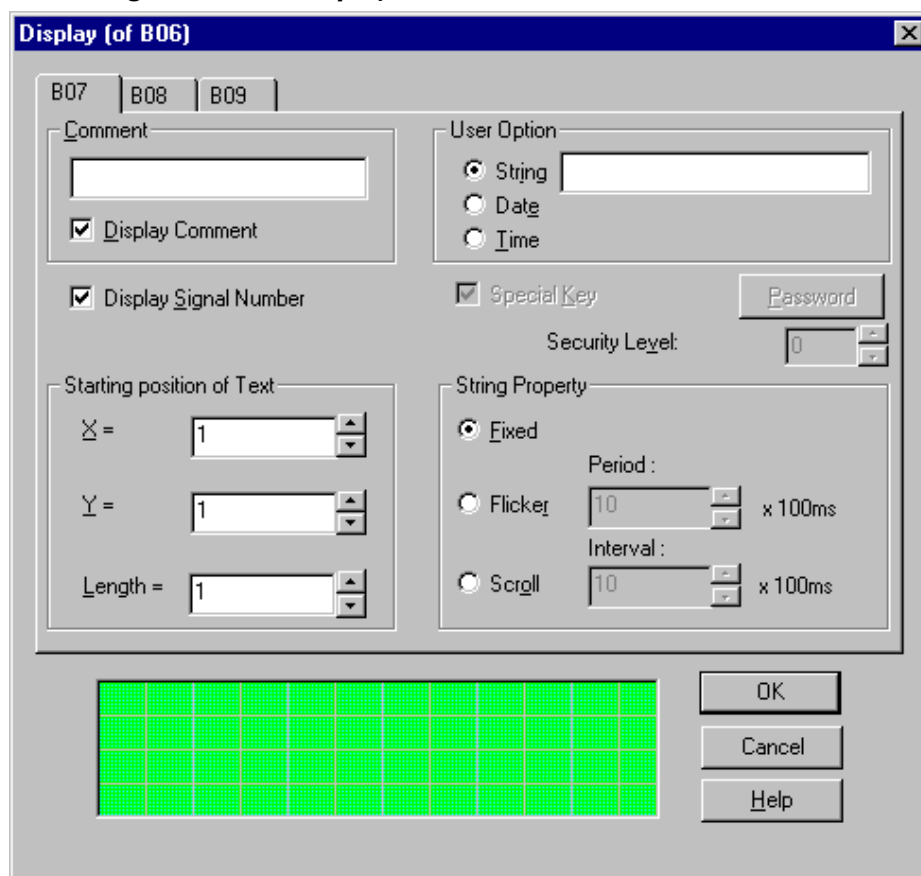 Display (of B06)
B07 B08 B09
Comment
Display Comment
User Option
String
Date
Time
Display Signal Number
Special Key
Password
Security Level:
0
Starting position of Text
X = 1
Y = 1
Length = 1
String Property
Fixed
Period :
Flicker 10 x 100ms
Interval :
Scroll 10 x 100ms
OK
Cancel
Help